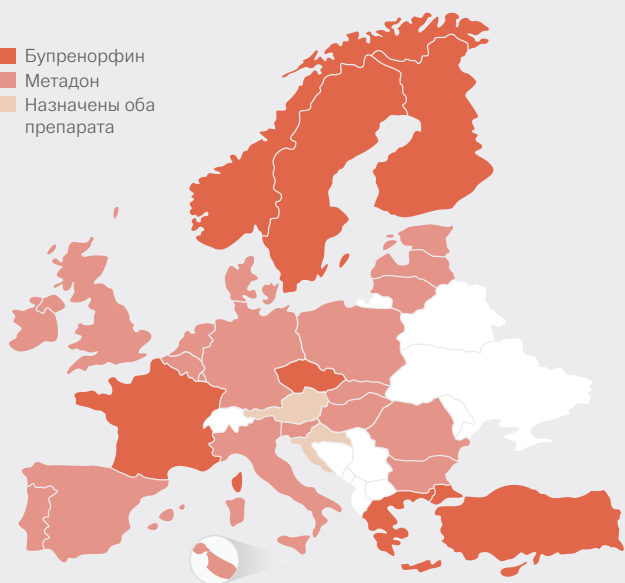 Бупренорфин
Метадон
Назначены оба
препарата